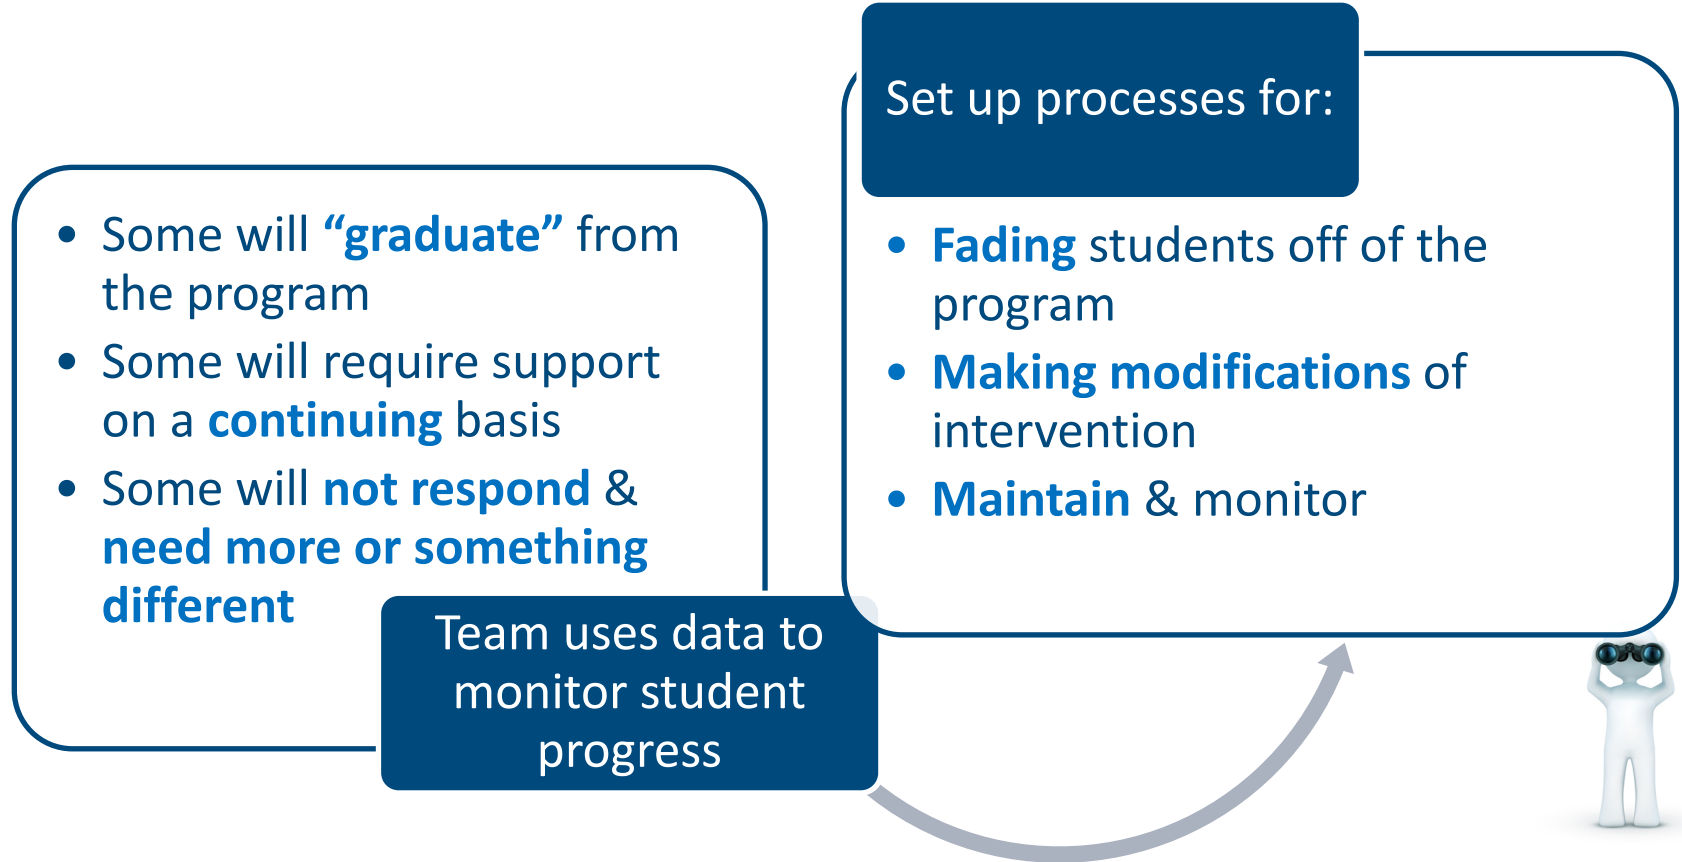 • Some will “graduate” from
the program
• Some will require support
on a continuing basis
• Some will not respond &
need more or something
different
Team uses data to
monitor student
progress
Set up processes for:
• Fading students off of the
program
• Making modifications of
intervention
• Maintain & monitor